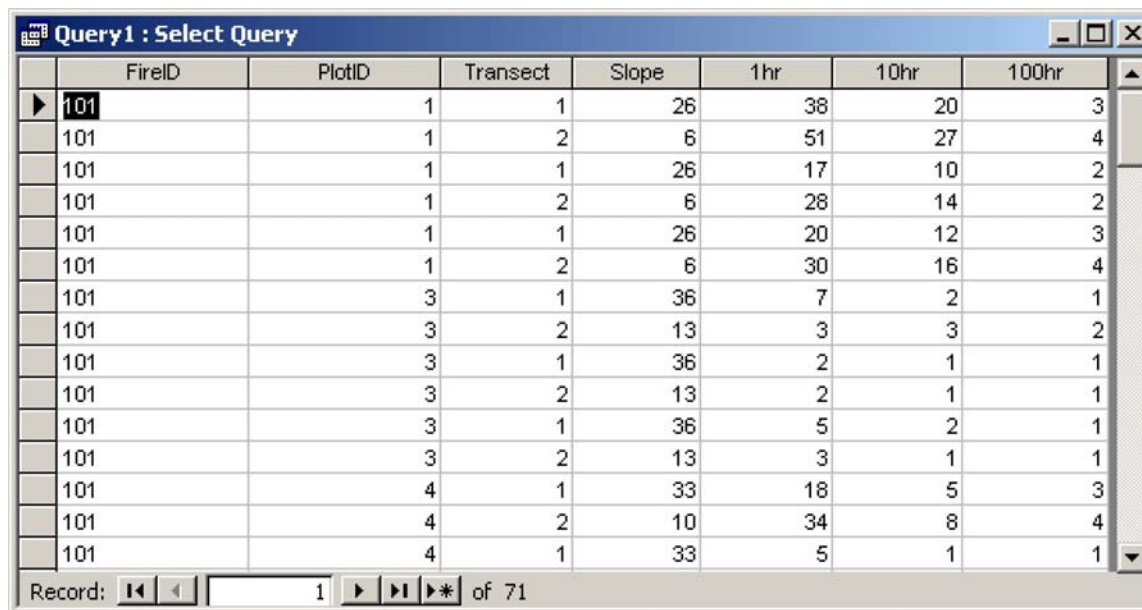 Query1 : Select Query
FireID PlotID Transect Slope 1hr 10hr 100hr
101 1 1 26 38 20 3
101 1 2 6 51 27 4
101 1 1 26 17 10 2
101 1 2 6 28 14 2
101 1 1 26 20 12 3
101 1 2 6 30 16 4
101 3 1 36 7 2 1
101 3 2 13 3 3 2
101 3 1 36 2 1 1
101 3 2 13 2 1 1
101 3 1 36 5 2 1
101 3 2 13 3 1 1
101 4 1 33 18 5 3
101 4 2 10 34 8 4
101 4 1 33 5 1 1
Record: 1 of 71